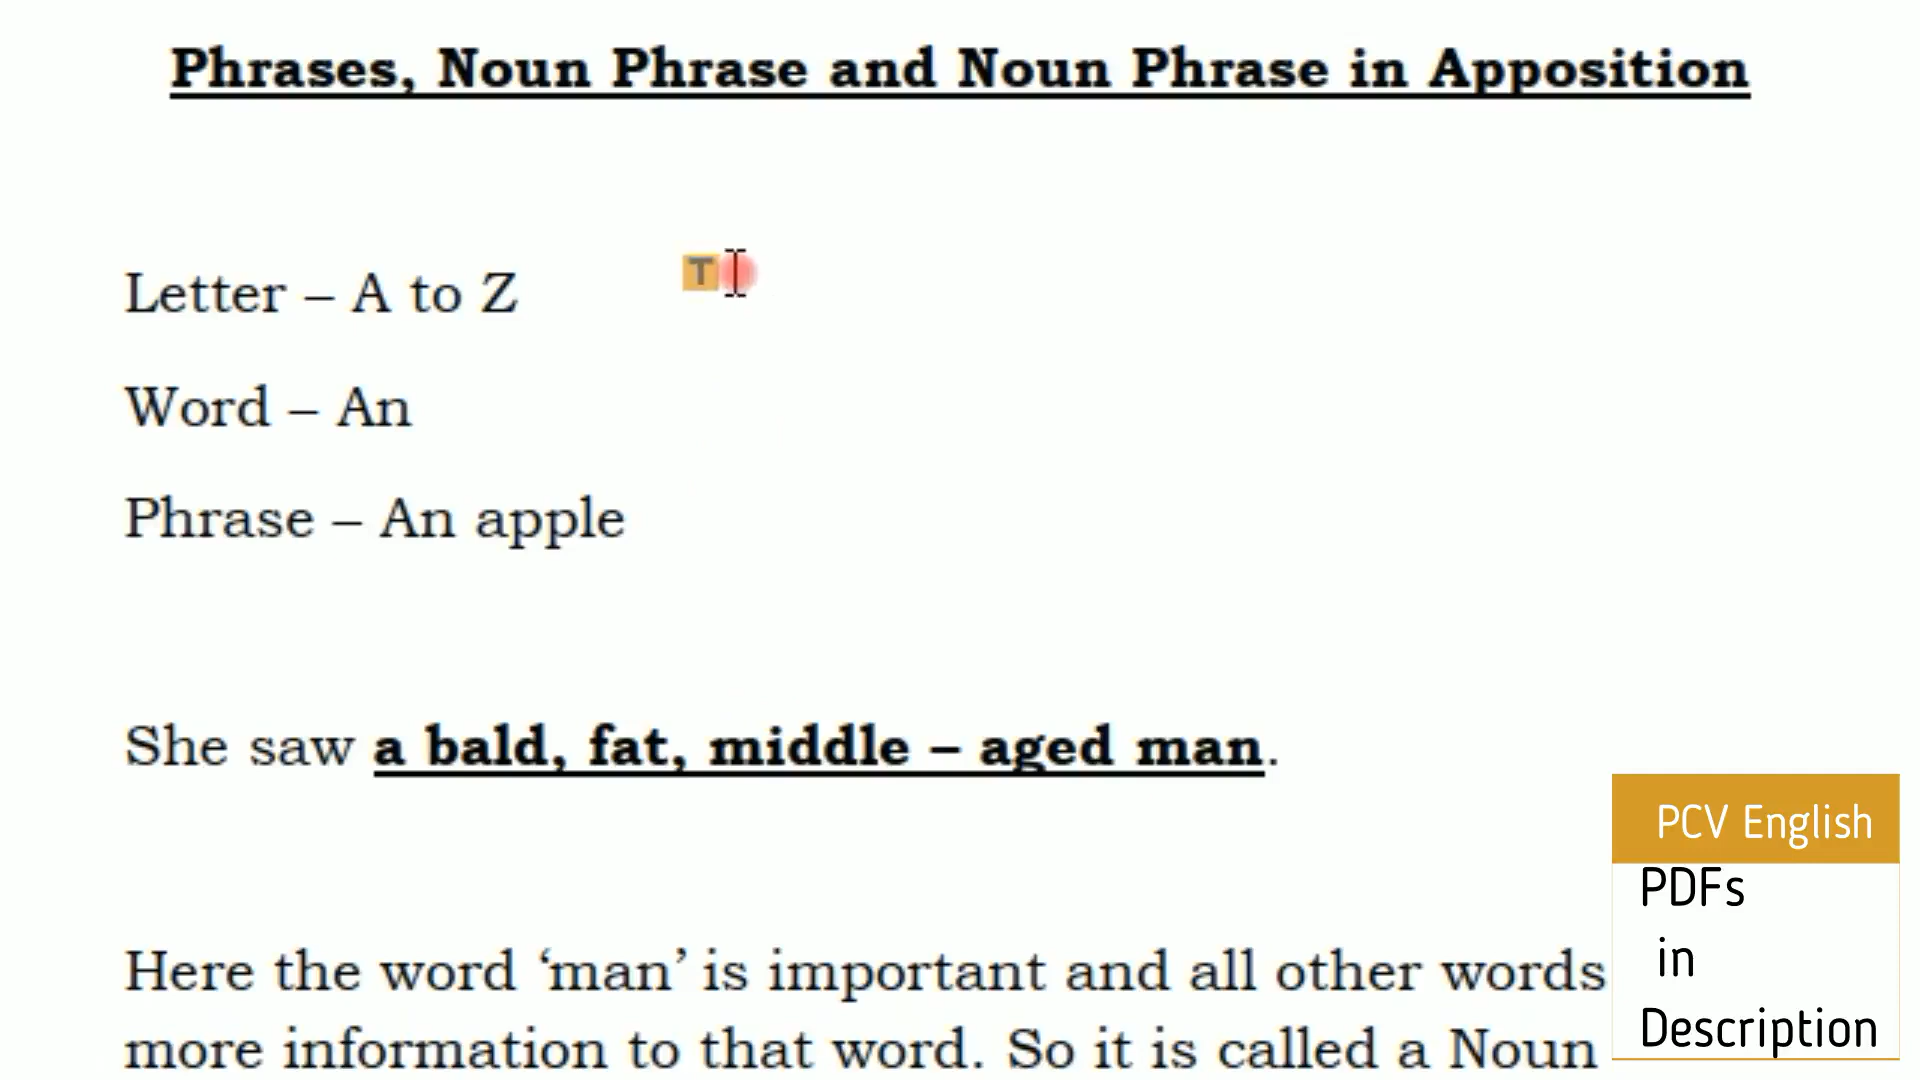 Phrases, Noun Phrase and Noun Phrase in Apposition
T
Letter – A to Z
Word – An
Phrase – An apple
She saw a bald, fat, middle – aged man.
Here the word ‘man’ is important and all other words
more information to that word. So it is called a Noun
PCV English
PDFs
in
Description